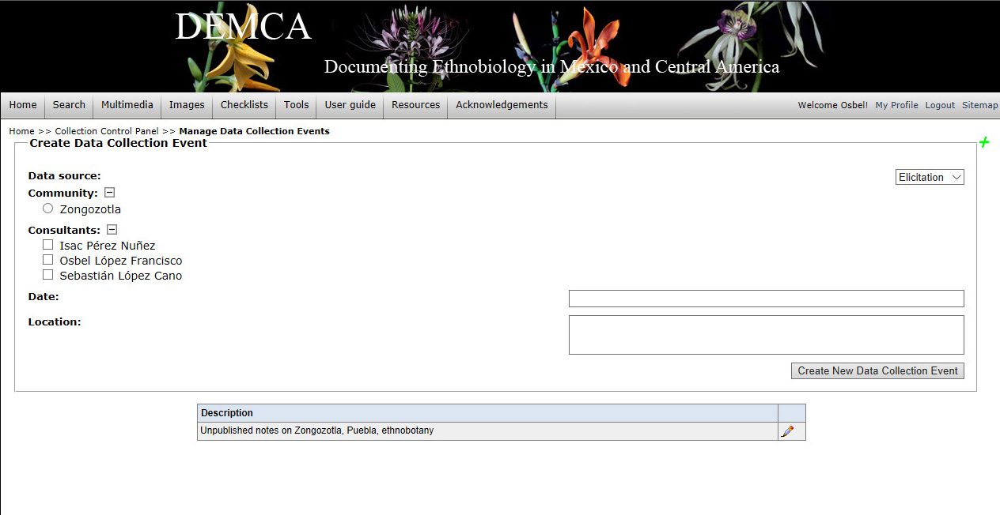 DEMCA
Documenting Ethnobiology in Mexico and Central America
Home Search Multimedia Images Checklists Tools User guide Resources Acknowledgements Welcome Osbel! My Profile Logout Sitemap
Home >> Collection Control Panel >> Manage Data Collection Events
Create Data Collection Event
Data source: Elicitation
Community:
Zongozotla
Consultants:
Isac Pérez Nuñez
Osbel López Francisco
Sebastián López Cano
Date:
Location:
Create New Data Collection Event
Description
Unpublished notes on Zongozotla, Puebla, ethnobotany